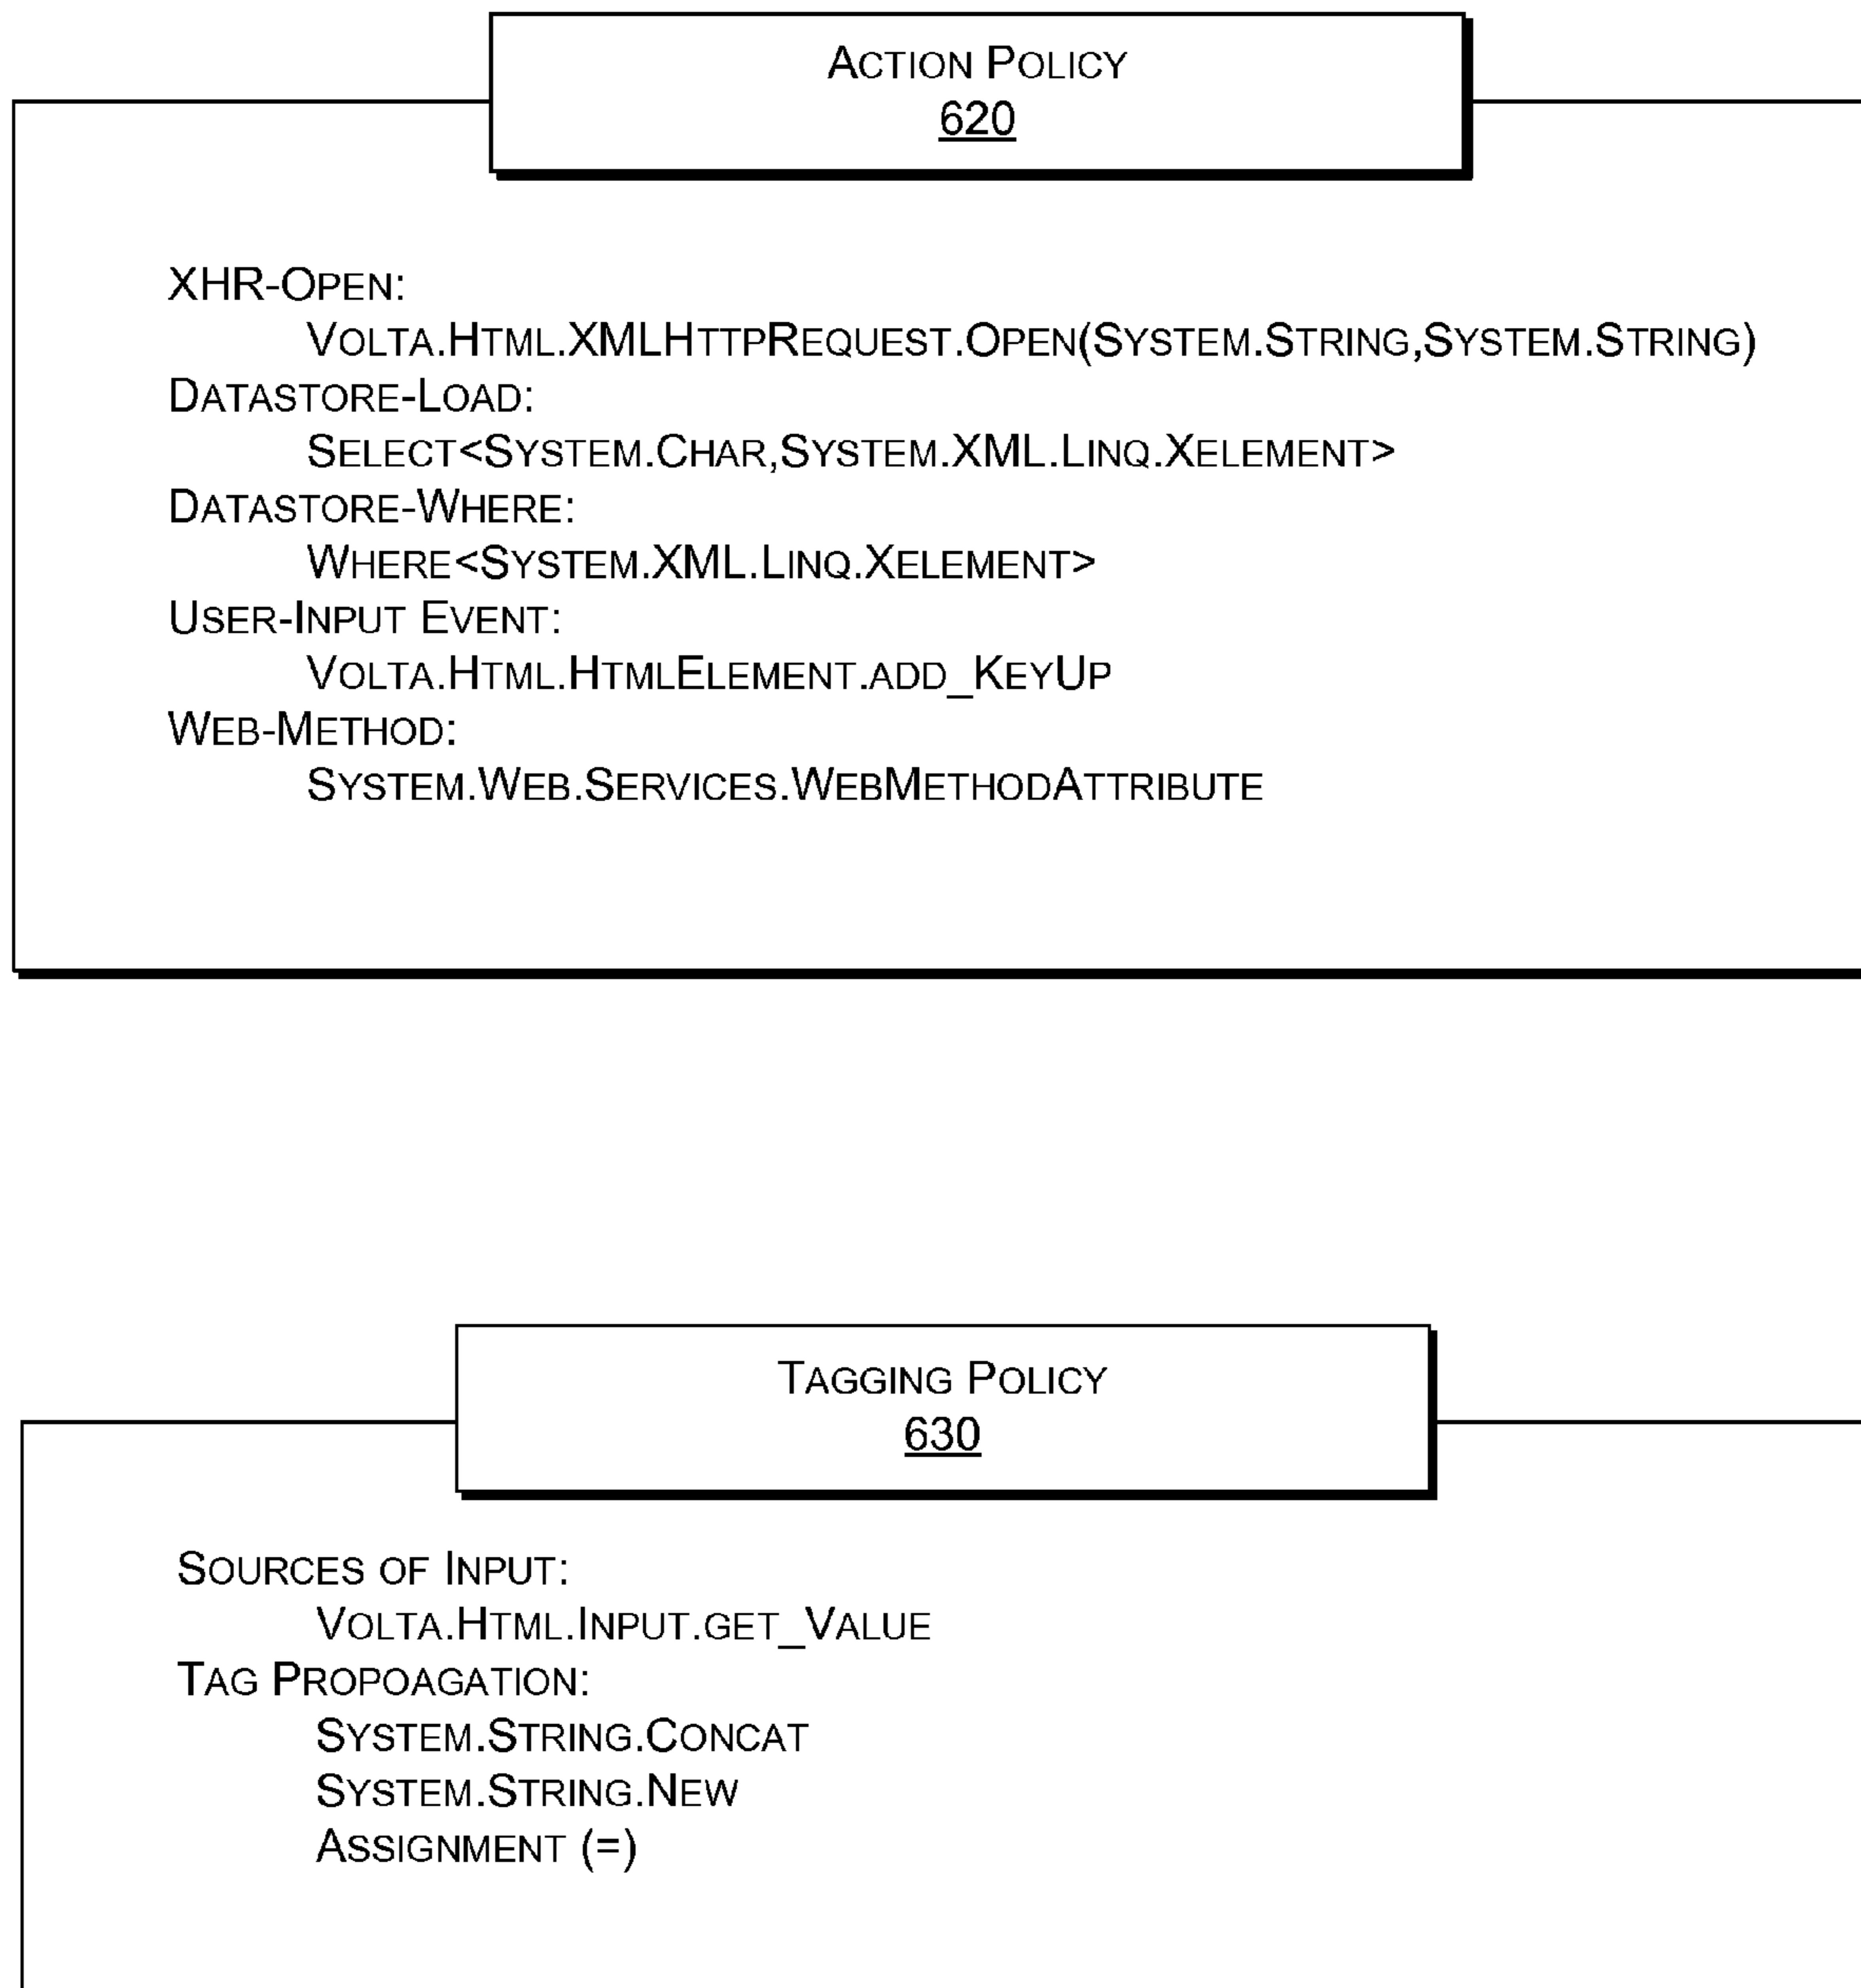 Action Policy
620
XHR-Open:
Volta.Html.XMLHttpRequest.Open(System.String,System.String)
Datastore-Load:
Select<System.Char,System.XML.Linq.Xelement>
Datastore-Where:
Where<System.XML.Linq.Xelement>
User-Input Event:
Volta.Html.HtmlElement.add_KeyUp
Web-Method:
System.Web.Services.WebMethodAttribute
Tagging Policy
630
Sources of Input:
Volta.Html.Input.get_Value
Tag Propoagation:
System.String.Concat
System.String.New
Assignment (=)